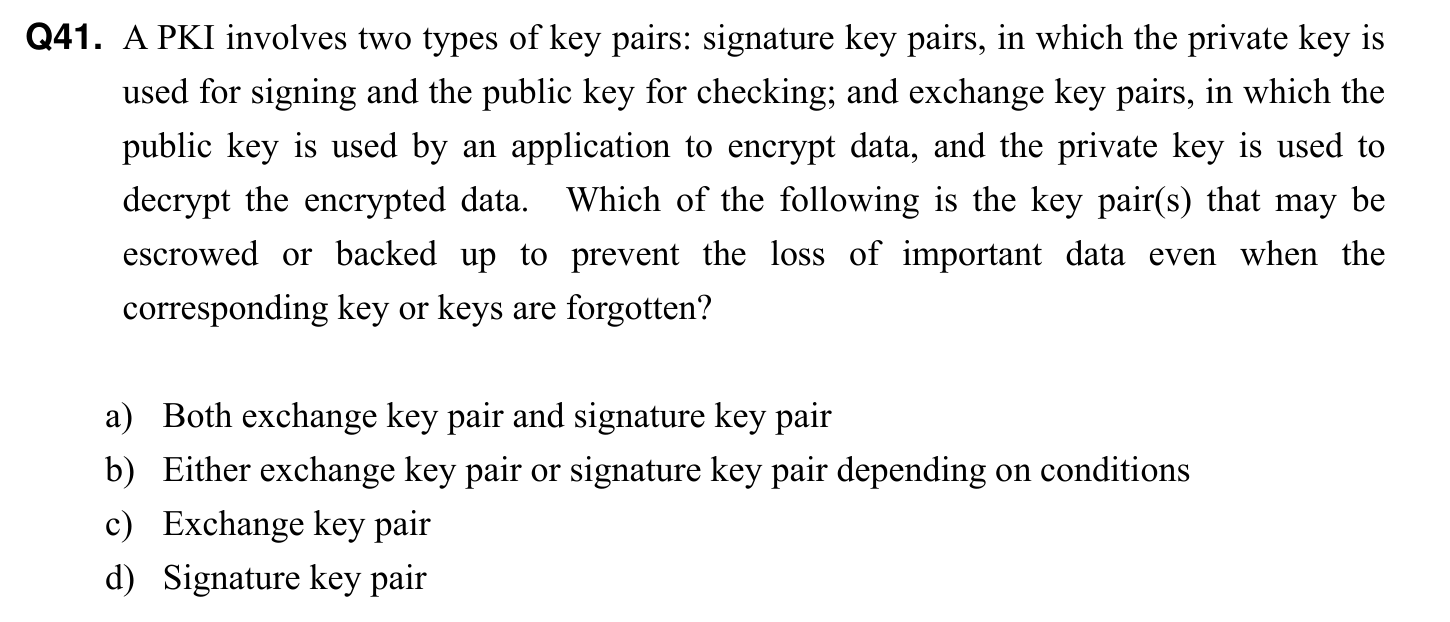 Q41. A PKI involves two types of key pairs: signature key pairs, in which the private key is
used for signing and the public key for checking; and exchange key pairs, in which the
public key is used by an application to encrypt data, and the private key is used to
decrypt the encrypted data. Which of the following is the key pair(s) that may be
escrowed or backed up to prevent the loss of important data even when the
corresponding key or keys are forgotten?
a) Both exchange key pair and signature key pair
b) Either exchange key pair or signature key pair depending on conditions
c) Exchange key pair
d) Signature key pair